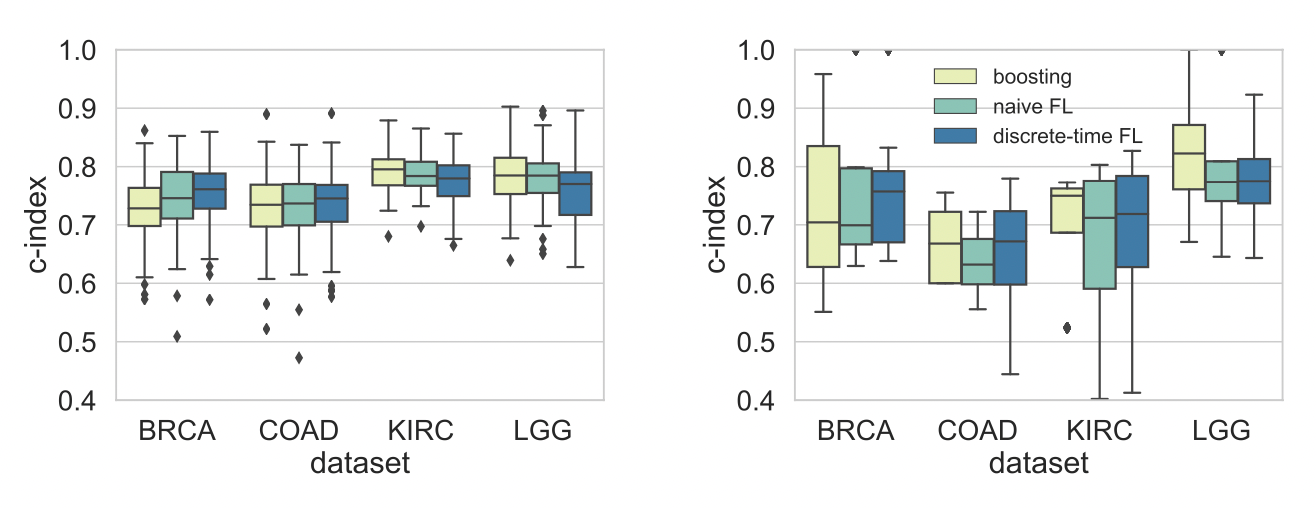 1.0
0.9
0.8
0.7
0.6
0.5
0.4
c-index
BRCA COAD KIRC LGG
dataset
1.0
0.9
0.8
0.7
0.6
0.5
0.4
c-index
boosting
naive FL
discrete-time FL
BRCA COAD KIRC LGG
dataset